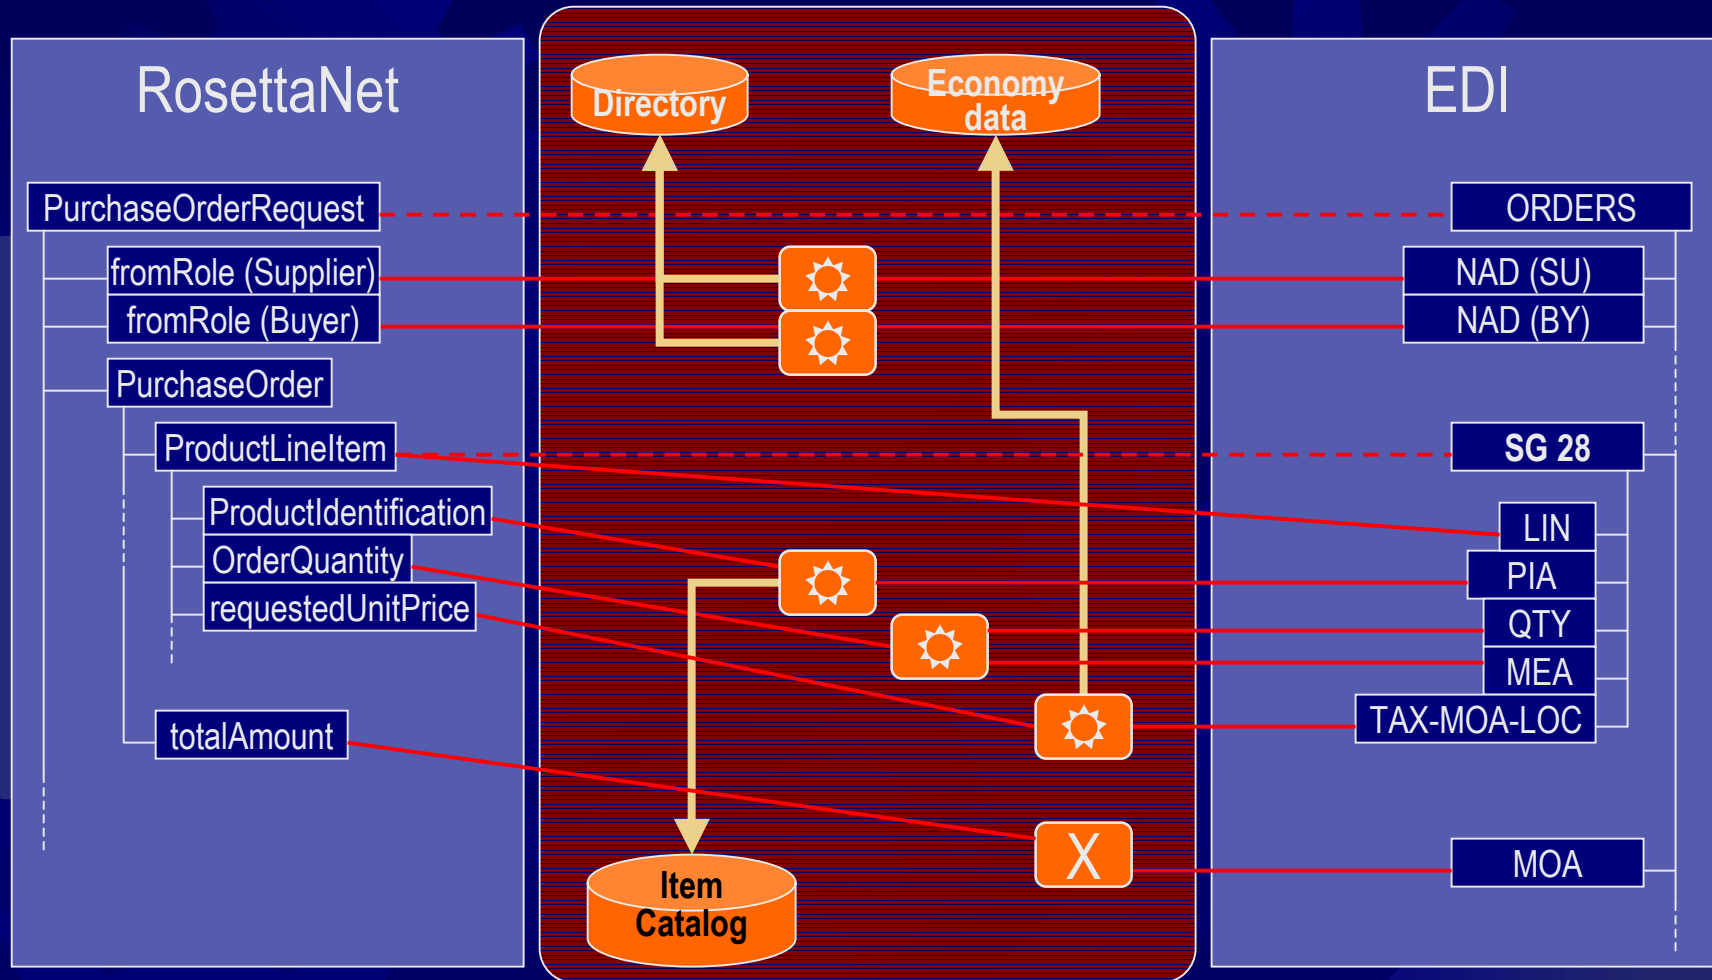 RosettaNet
PurchaseOrderRequest
fromRole (Supplier)
fromRole (Buyer)
PurchaseOrder
ProductLineItem
ProductIdentification
OrderQuantity
requestedUnitPrice
totalAmount
Directory
Economy
data
X
Item
Catalog
EDI
ORDERS
NAD (SU)
NAD (BY)
SG 28
LIN
PIA
QTY
MEA
TAX-MOA-LOC
MOA